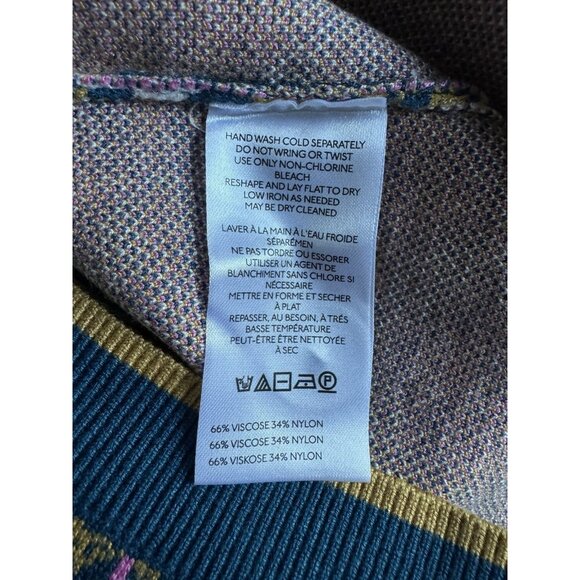 HAND WASH COLD SEPARATELY
DO NOT WRING OR TWIST
USE ONLY NON-CHLORINE
BLEACH
RESHAPE AND LAY FLAT TO DRY
LOW IRON AS NEEDED
MAY BE DRY CLEANED
LAVER À LA MAIN À L'EAU FROIDE
SÉPARÉMEN
NE PAS TORDRE OU ESSORER
UTILISER UN AGENT DE
BLANCHIMENT SANS CHLORE SI
NÉCESSAIRE
METTRE EN FORME ET SECHER
À PLAT
REPASSER, AU BESOIN, À TRÉS
BASSE TEMPÉRATURE
PEUT-ÊTRE ÊTRE NETTOYÉE
À SEC
P
66% VISCOSE 34% NYLON
66% VISCOSE 34% NYLON
66% VISKOSE 34% NYLON